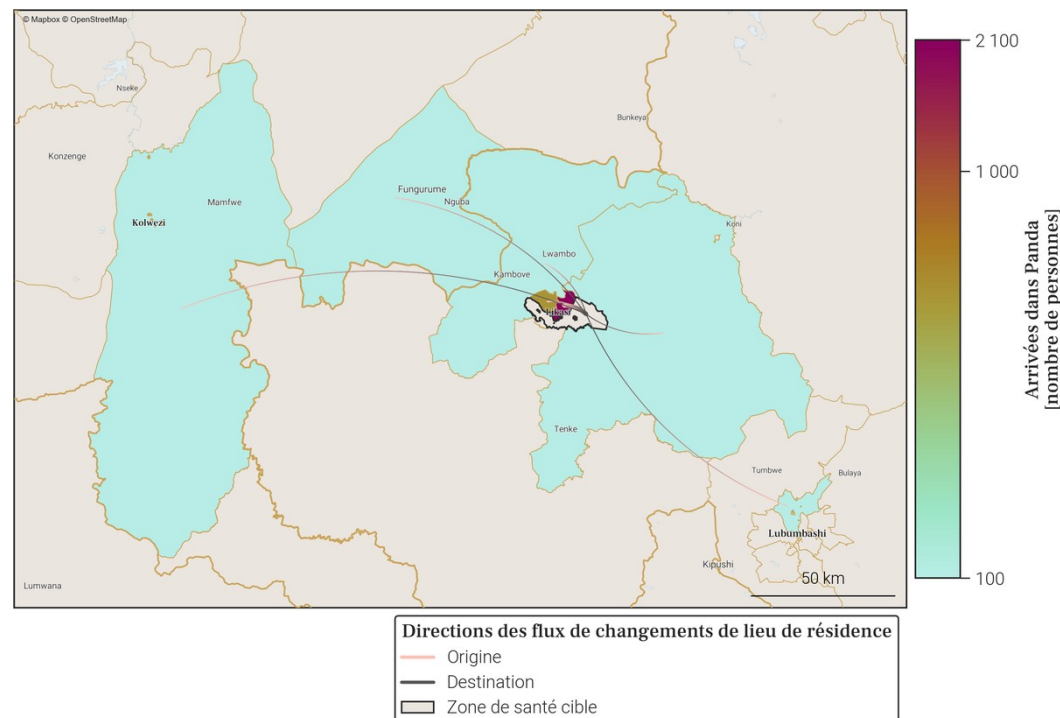 © Mapbox © OpenStreetMap
Nseke
Bunkeya
Konzenge
Fungurume
Mamfwe
Nguba
Kolwezi
Koni
Lwambo
Kambove
Likasi
Tenke
Tumbwe
Bulaya
Lubumbashi
Kipushi
Lumwana
50 km
2 100
1 000
100
Arrivées dans Panda
[nombre de personnes]
Directions des flux de changements de lieu de résidence
Origine
Destination
Zone de santé cible